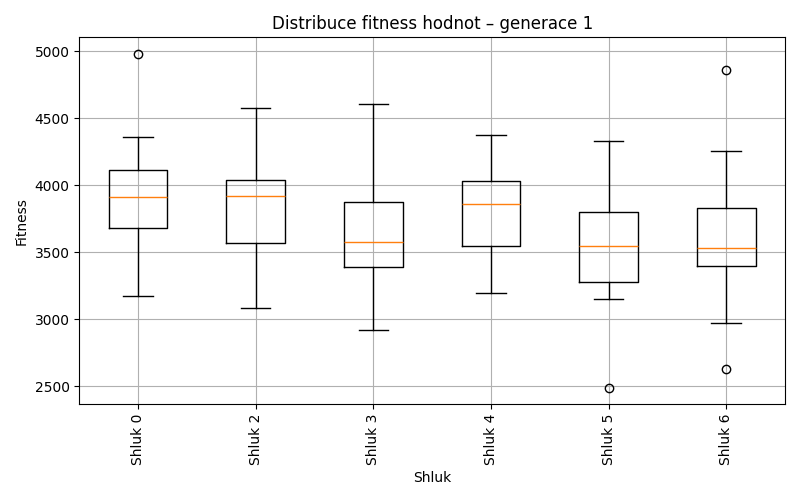 Distribuce fitness hodnot – generace 1
Fitness
5000
4500
4000
3500
3000
2500
Shluk 0
Shluk 2
Shluk 3
Shluk 4
Shluk 5
Shluk 6
Shluk